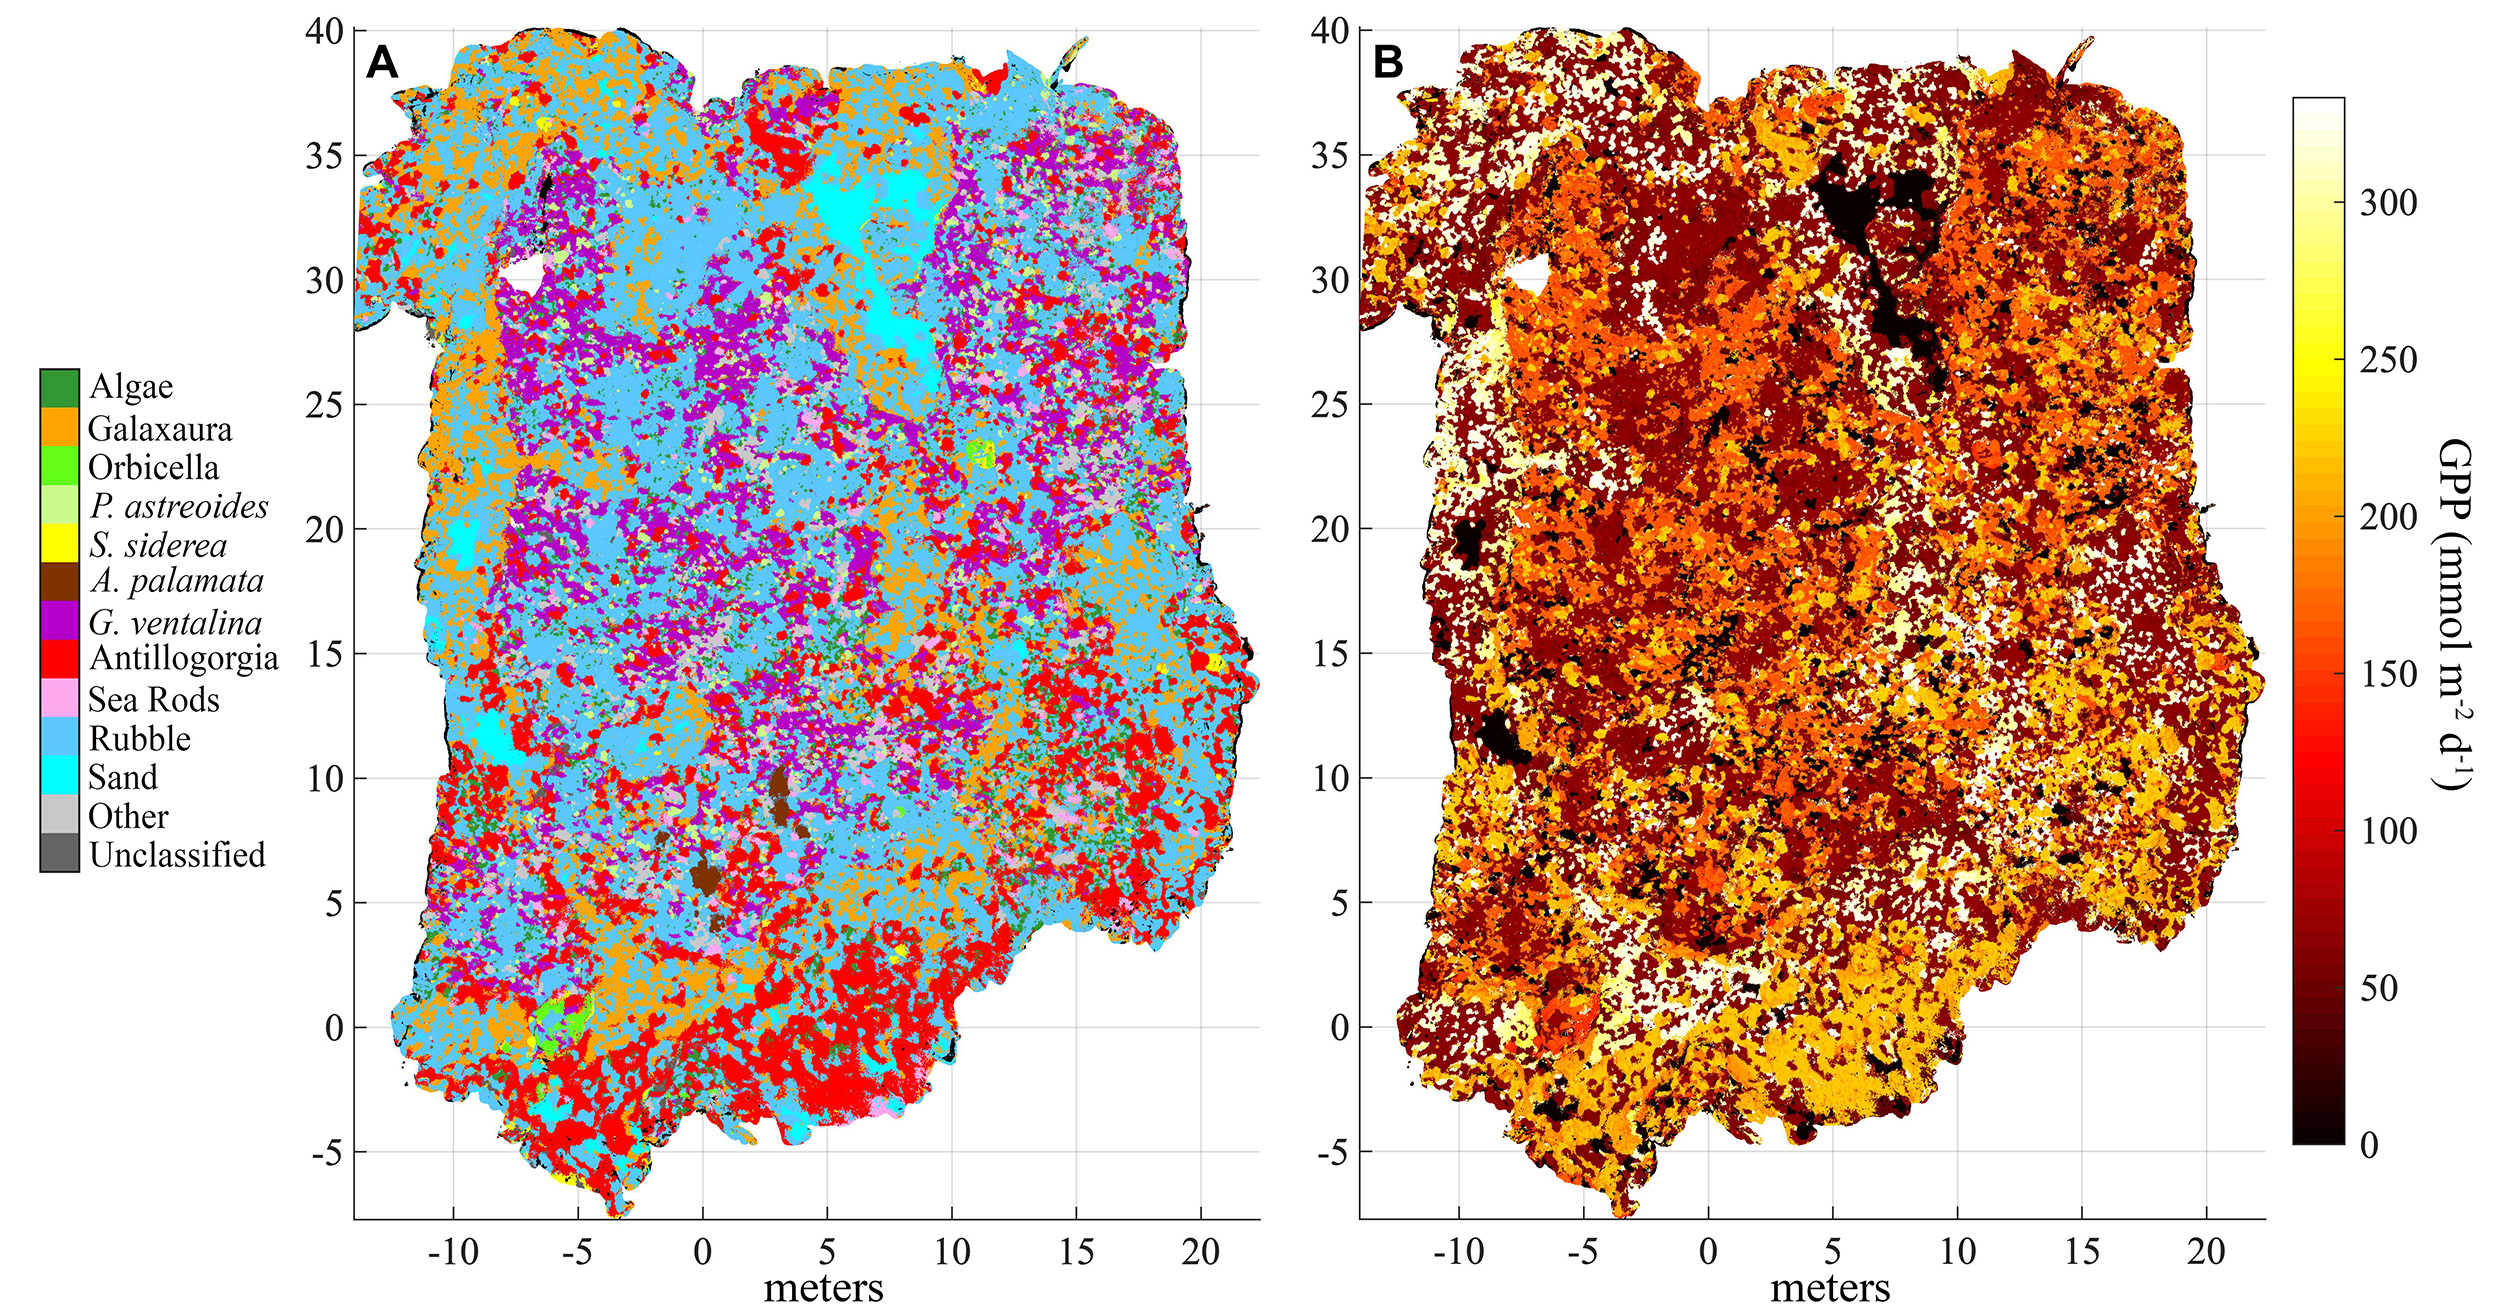 A
40
35
30
25
20
15
10
5
0
-5
-10
-5
0
5
10
15
20
meters
Algae
Galaxaura
Orbicella
P. astreoides
S. siderea
A. palamata
G. ventalina
Antillogorgia
Sea Rods
Rubble
Sand
Other
Unclassified
B
40
35
30
25
20
15
10
5
0
-5
-10
-5
0
5
10
15
20
meters
300
250
200
150
100
50
0
GPP (mmol m⁻² d⁻¹)